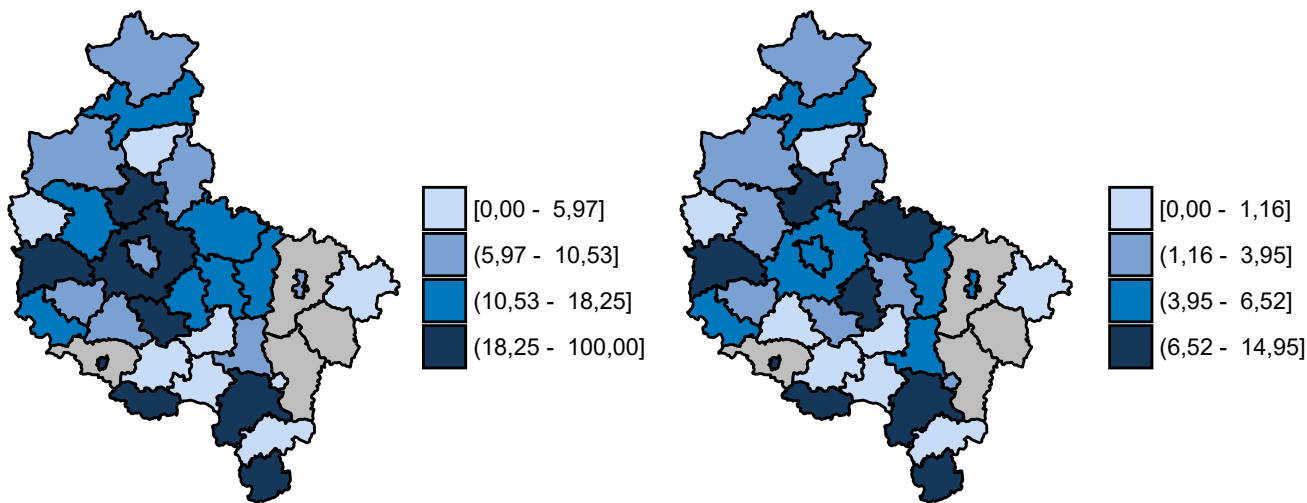 [0,00 - 5,97]
(5,97 - 10,53]
(10,53 - 18,25]
(18,25 - 100,00]
[0,00 - 1,16]
(1,16 - 3,95]
(3,95 - 6,52]
(6,52 - 14,95]